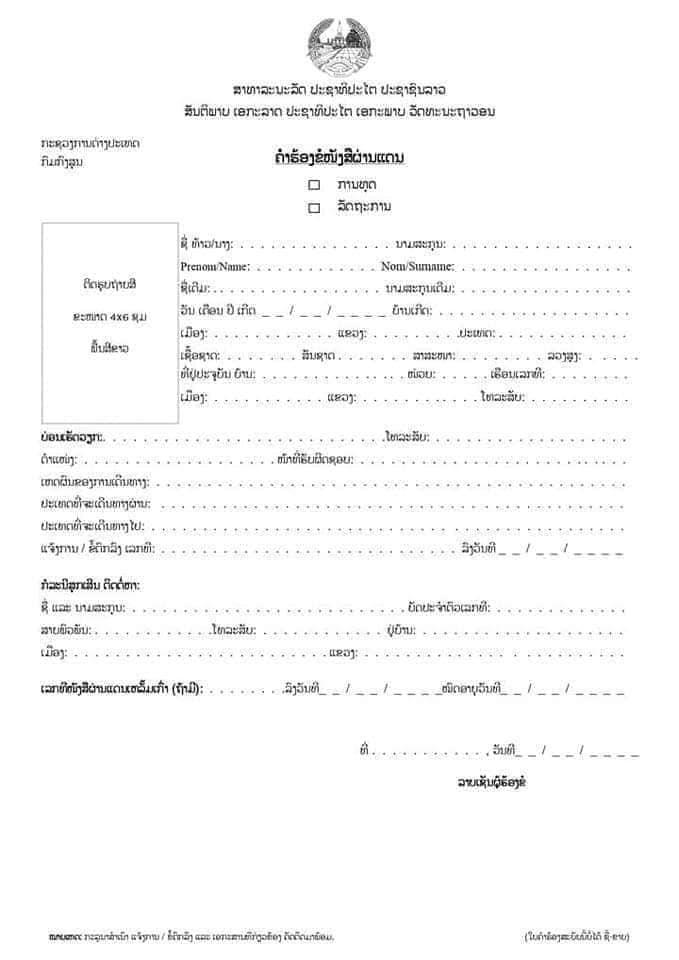 ສາທາລະນະລັດ ປະຊາທິປະໄຕ ປະຊາຊົນລາວ
ສັນຕິພາບ ເອກະລາດ ປະຊາທິປະໄຕ ເອກະພາບ ວັດທະນະຖາວອນ
ກະຊວງການຕ່າງປະເທດ
ກົມກົງສຸນ
ຄໍາຮ້ອງຂໍໜັງສືຜ່ານແດນ
☐ ການທູດ
☐ ລັດຖະການ
ຕິດຮູບຖ່າຍສີ
ຂະໜາດ 4x6 ຊມ
ພື້ນສີຂາວ
ຊື່ ທ້າວ/ນາງ: . . . . . . . . . . . . . . . . ນາມສະກຸນ: . . . . . . . . . . . . . . . . . .
Prenom/Name: . . . . . . . . . . . . Nom/Surname: . . . . . . . . . . . . . . . . . .
ຊື່ເດີມ: . . . . . . . . . . . . . . . . . ນາມສະກຸນເດີມ: . . . . . . . . . . . . . . . . .
ວັນ ເດືອນ ປີ ເກີດ _ _ / _ _ / _ _ _ _ ບ້ານເກີດ: . . . . . . . . . . . . . . . . . . .
ເມືອງ: . . . . . . . . . . . . ແຂວງ: . . . . . . . . .ປະເທດ: . . . . . . . . . . . . .
ເຊື້ອຊາດ: . . . . . . . ສັນຊາດ . . . . . . . ສາສະໜາ: . . . . . . . ລວງສູງ: . . . . . .
ທີ່ຢູ່ປະຈຸບັນ ບ້ານ: . . . . . . . . . . . . . . . ໜ່ວຍ: . . . . . ເຮືອນເລກທີ: . . . . . . . .
ເມືອງ: . . . . . . . . . . . . ແຂວງ: . . . . . . . . . . . . ໂທລະສັບ: . . . . . . . . . .
ບ່ອນເຮັດວຽກ:. . . . . . . . . . . . . . . . . . . . . . . . . . . .ໂທລະສັບ: . . . . . . . . . . . . . . . . . . .
ຕໍາແໜ່ງ: . . . . . . . . . . . . . . . . . . .ໜ້າທີ່ຮັບຜິດຊອບ: . . . . . . . . . . . . . . . . . . . . . . . . . .
ເຫດຜົນຂອງການເດີນທາງ: . . . . . . . . . . . . . . . . . . . . . . . . . . . . . . . . . . . . . . . . . . . . .
ປະເທດທີ່ຈະເດີນທາງຜ່ານ: . . . . . . . . . . . . . . . . . . . . . . . . . . . . . . . . . . . . . . . . . . . .
ປະເທດທີ່ຈະເດີນທາງໄປ: . . . . . . . . . . . . . . . . . . . . . . . . . . . . . . . . . . . . . . . . . . . . .
ແຈ້ງການ / ຂໍ້ຕົກລົງ ເລກທີ: . . . . . . . . . . . . . . . . . . . . . . . . . . . . ລົງວັນທີ _ _ / _ _ / _ _ _ _
ກໍລະນີສຸກເສີນ ຕິດຕໍ່ຫາ:
ຊື່ ແລະ ນາມສະກຸນ: . . . . . . . . . . . . . . . . . . . . . . . . . . ບັດປະຈໍາຕົວເລກທີ: . . . . . . . . . . . . .
ສາຍພົວພັນ: . . . . . . . . . . .ໂທລະສັບ: . . . . . . . . . . . . ຢູ່ບ້ານ: . . . . . . . . . . . . . . . . . . . .
ເມືອງ: . . . . . . . . . . . . . . . . . . . . . . . . .ແຂວງ: . . . . . . . . . . . . . . . . . . . . . . . . . .
ເລກທີໜັງສືຜ່ານແດນເຫລັ້ມເກົ່າ (ຖ້າມີ): . . . . . . . .ລົງວັນທີ_ _ / _ _ / _ _ _ _ໝົດອາຍຸວັນທີ_ _ / _ _ / _ _ _ _
ທີ່ . . . . . . . . . . . , ວັນທີ_ _ / _ _ / _ _ _ _
ລາຍເຊັນຜູ້ຮ້ອງຂໍ
ໝາຍເຫດ: ກະລຸນາສໍາເນົາ ແຈ້ງການ / ຂໍ້ຕົກລົງ ແລະ ເອກະສານທີ່ກ່ຽວຂ້ອງ ຄັດຕິດມາພ້ອມ. (ໃບຄໍາຮ້ອງສະບັບນີ້ບໍ່ໄດ້ ຊື້-ຂາຍ)